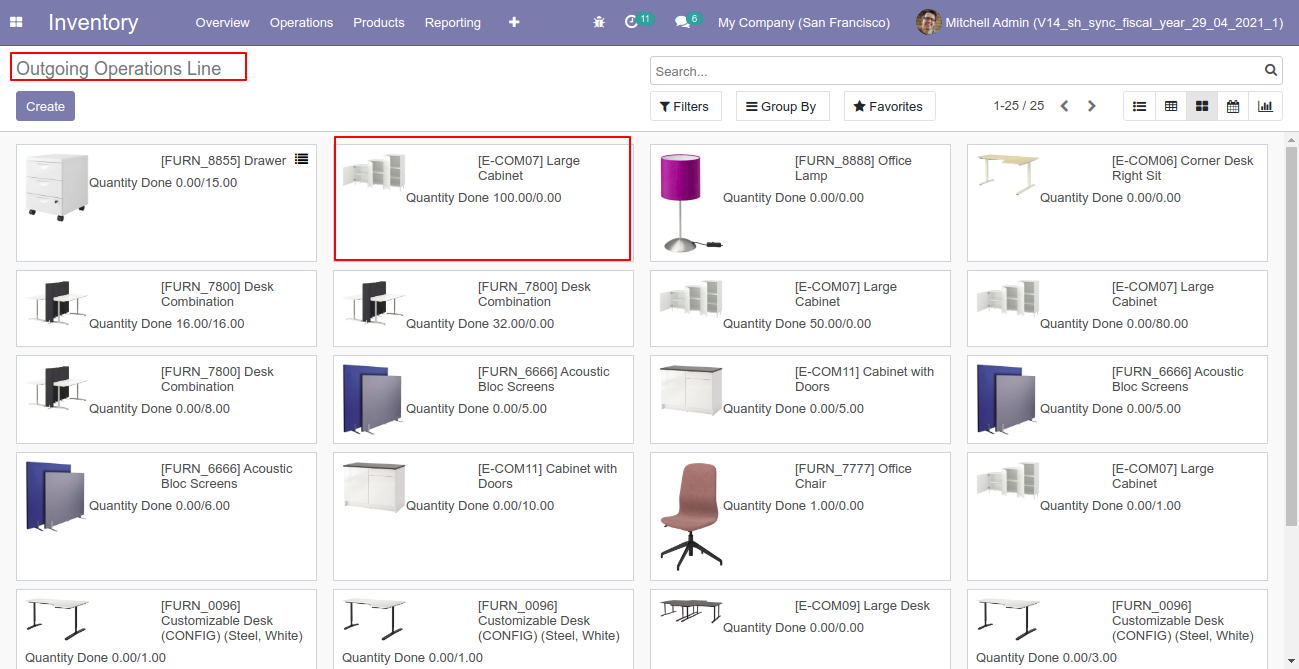 Inventory Overview Operations Products Reporting 11 6 My Company (San Francisco) Mitchell Admin (V14_sh_sync_fiscal_year_29_04_2021_1)
Outgoing Operations Line
Search...
Create
Filters Group By Favorites 1-25 / 25
[FURN_8855] Drawer
Quantity Done 0.00/15.00
[E-COM07] Large
Cabinet
Quantity Done 100.00/0.00
[FURN_8888] Office
Lamp
Quantity Done 0.00/0.00
[E-COM06] Corner Desk
Right Sit
Quantity Done 0.00/0.00
[FURN_7800] Desk
Combination
Quantity Done 16.00/16.00
[FURN_7800] Desk
Combination
Quantity Done 32.00/0.00
[E-COM07] Large
Cabinet
Quantity Done 50.00/0.00
[E-COM07] Large
Cabinet
Quantity Done 0.00/80.00
[FURN_7800] Desk
Combination
Quantity Done 0.00/8.00
[FURN_6666] Acoustic
Bloc Screens
Quantity Done 0.00/5.00
[E-COM11] Cabinet with
Doors
Quantity Done 0.00/5.00
[FURN_6666] Acoustic
Bloc Screens
Quantity Done 0.00/5.00
[FURN_6666] Acoustic
Bloc Screens
Quantity Done 0.00/6.00
[E-COM11] Cabinet with
Doors
Quantity Done 0.00/10.00
[FURN_7777] Office
Chair
Quantity Done 1.00/0.00
[E-COM07] Large
Cabinet
Quantity Done 0.00/1.00
[FURN_0096]
Customizable Desk
(CONFIG) (Steel, White)
Quantity Done 0.00/1.00
[FURN_0096]
Customizable Desk
(CONFIG) (Steel, White)
Quantity Done 0.00/1.00
[E-COM09] Large Desk
Quantity Done 0.00/0.00
[FURN_0096]
Customizable Desk
(CONFIG) (Steel, White)
Quantity Done 0.00/3.00